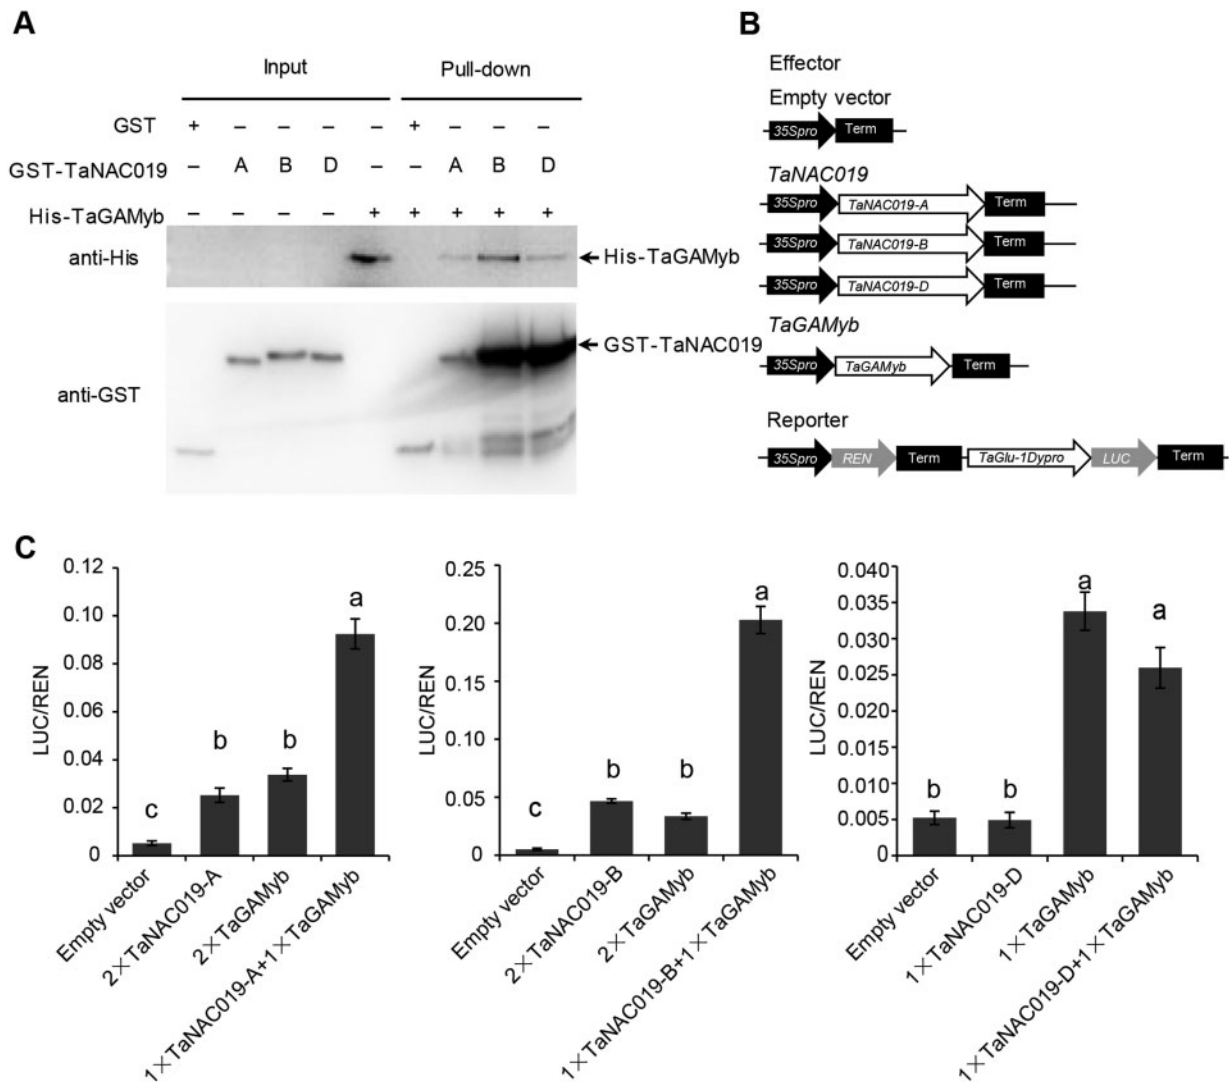 A
Input Pull-down
GST + – – – – + – – –
GST-TaNAC019 – A B D – – A B D
His-TaGAMyb – – – – + + + + +
anti-His
His-TaGAMyb
GST-TaNAC019
anti-GST
B
Effector
Empty vector
35Spro Term
TaNAC019
35Spro TaNAC019-A Term
35Spro TaNAC019-B Term
35Spro TaNAC019-D Term
TaGAMyb
35Spro TaGAMyb Term
Reporter
35Spro REN Term TaGlu-1Dypro LUC Term
C
LUC/REN
0.12
0.10
0.08
0.06
0.04
0.02
0
c
b
b
a
Empty vector
2×TaNAC019-A
2×TaGAMyb
1×TaNAC019-A+1×TaGAMyb
LUC/REN
0.25
0.20
0.15
0.10
0.05
0
c
b
b
a
Empty vector
2×TaNAC019-B
2×TaGAMyb
1×TaNAC019-B+1×TaGAMyb
LUC/REN
0.040
0.035
0.030
0.025
0.020
0.015
0.010
0.005
0
b
b
a
a
Empty vector
1×TaNAC019-D
1×TaGAMyb
1×TaNAC019-D+1×TaGAMyb